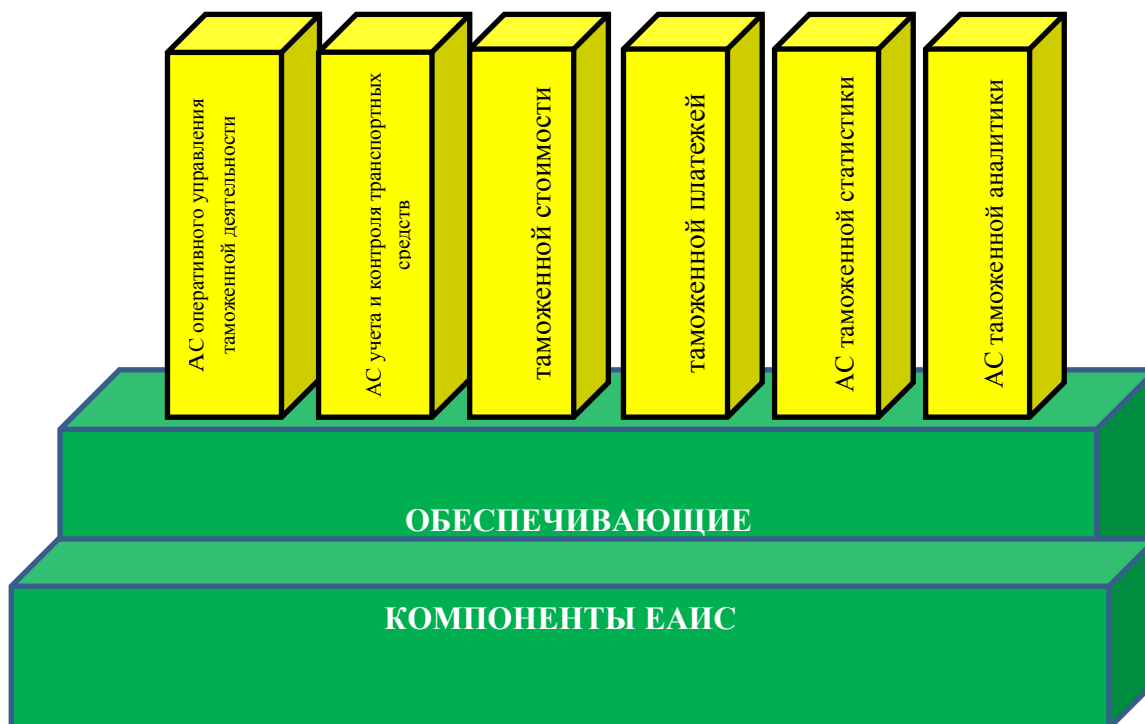 АС оперативного управления
таможенной деятельности
АС учета и контроля транспортных
средств
таможенной стоимости
таможенной платежей
АС таможенной статистики
АС таможенной аналитики
ОБЕСПЕЧИВАЮЩИЕ
КОМПОНЕНТЫ ЕАИС